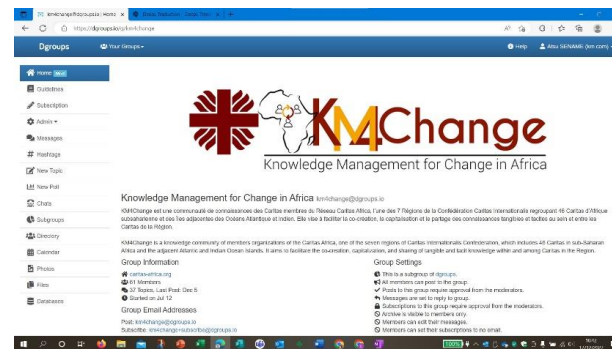 km4change@dgroups.io | Home
https://dgroups.io/g/km4change
Dgroups
Your Groups
Help
Home
Guidelines
Subscription
Admin
Messages
Hashtags
New Topic
New Poll
Chats
Subgroups
Directory
Calendar
Photos
Files
Databases
KM4Change
Knowledge Management for Change in Africa
Knowledge Management for Change in Africa km4change@dgroups.io
KM4Change est une communauté de connaissances des Caritas membres du Réseau Caritas Africa, l'une des 7 Régions de la Confédération Caritas Internationalis regroupant 46 Caritas d'Afrique
subsaharienne et des îles adjacentes des Océans Atlantique et Indien. Elle vise à faciliter la co-création, la capitalisation et le partage des connaissances tangibles et tacites au sein et entre les
Caritas de la Région.
KM4Change is a knowledge community of members organizations of the Caritas Africa, one of the seven regions of Caritas Internationalis Confederation, which includes 46 Caritas in sub-Saharan
Africa and the adjacent Atlantic and Indian Ocean Islands. It aims to facilitate the co-creation, capitalization, and sharing of tangible and tacit knowledge within and among Caritas in the Region.
Group Information
caritas-africa.org
61 Members
37 Topics, Last Post: Dec 5
Started on Jul 12
Group Email Addresses
Post: km4change@dgroups.io
Subscribe: km4change+subscribe@dgroups.io
Group Settings
This is a subgroup of dgroups.
All members can post to the group.
Posts to this group require approval from the moderators.
Messages are set to reply to group.
Subscriptions to this group require approval from the moderators.
Archive is visible to members only.
Members can edit their messages.
Members can set their subscriptions to no email.
100%